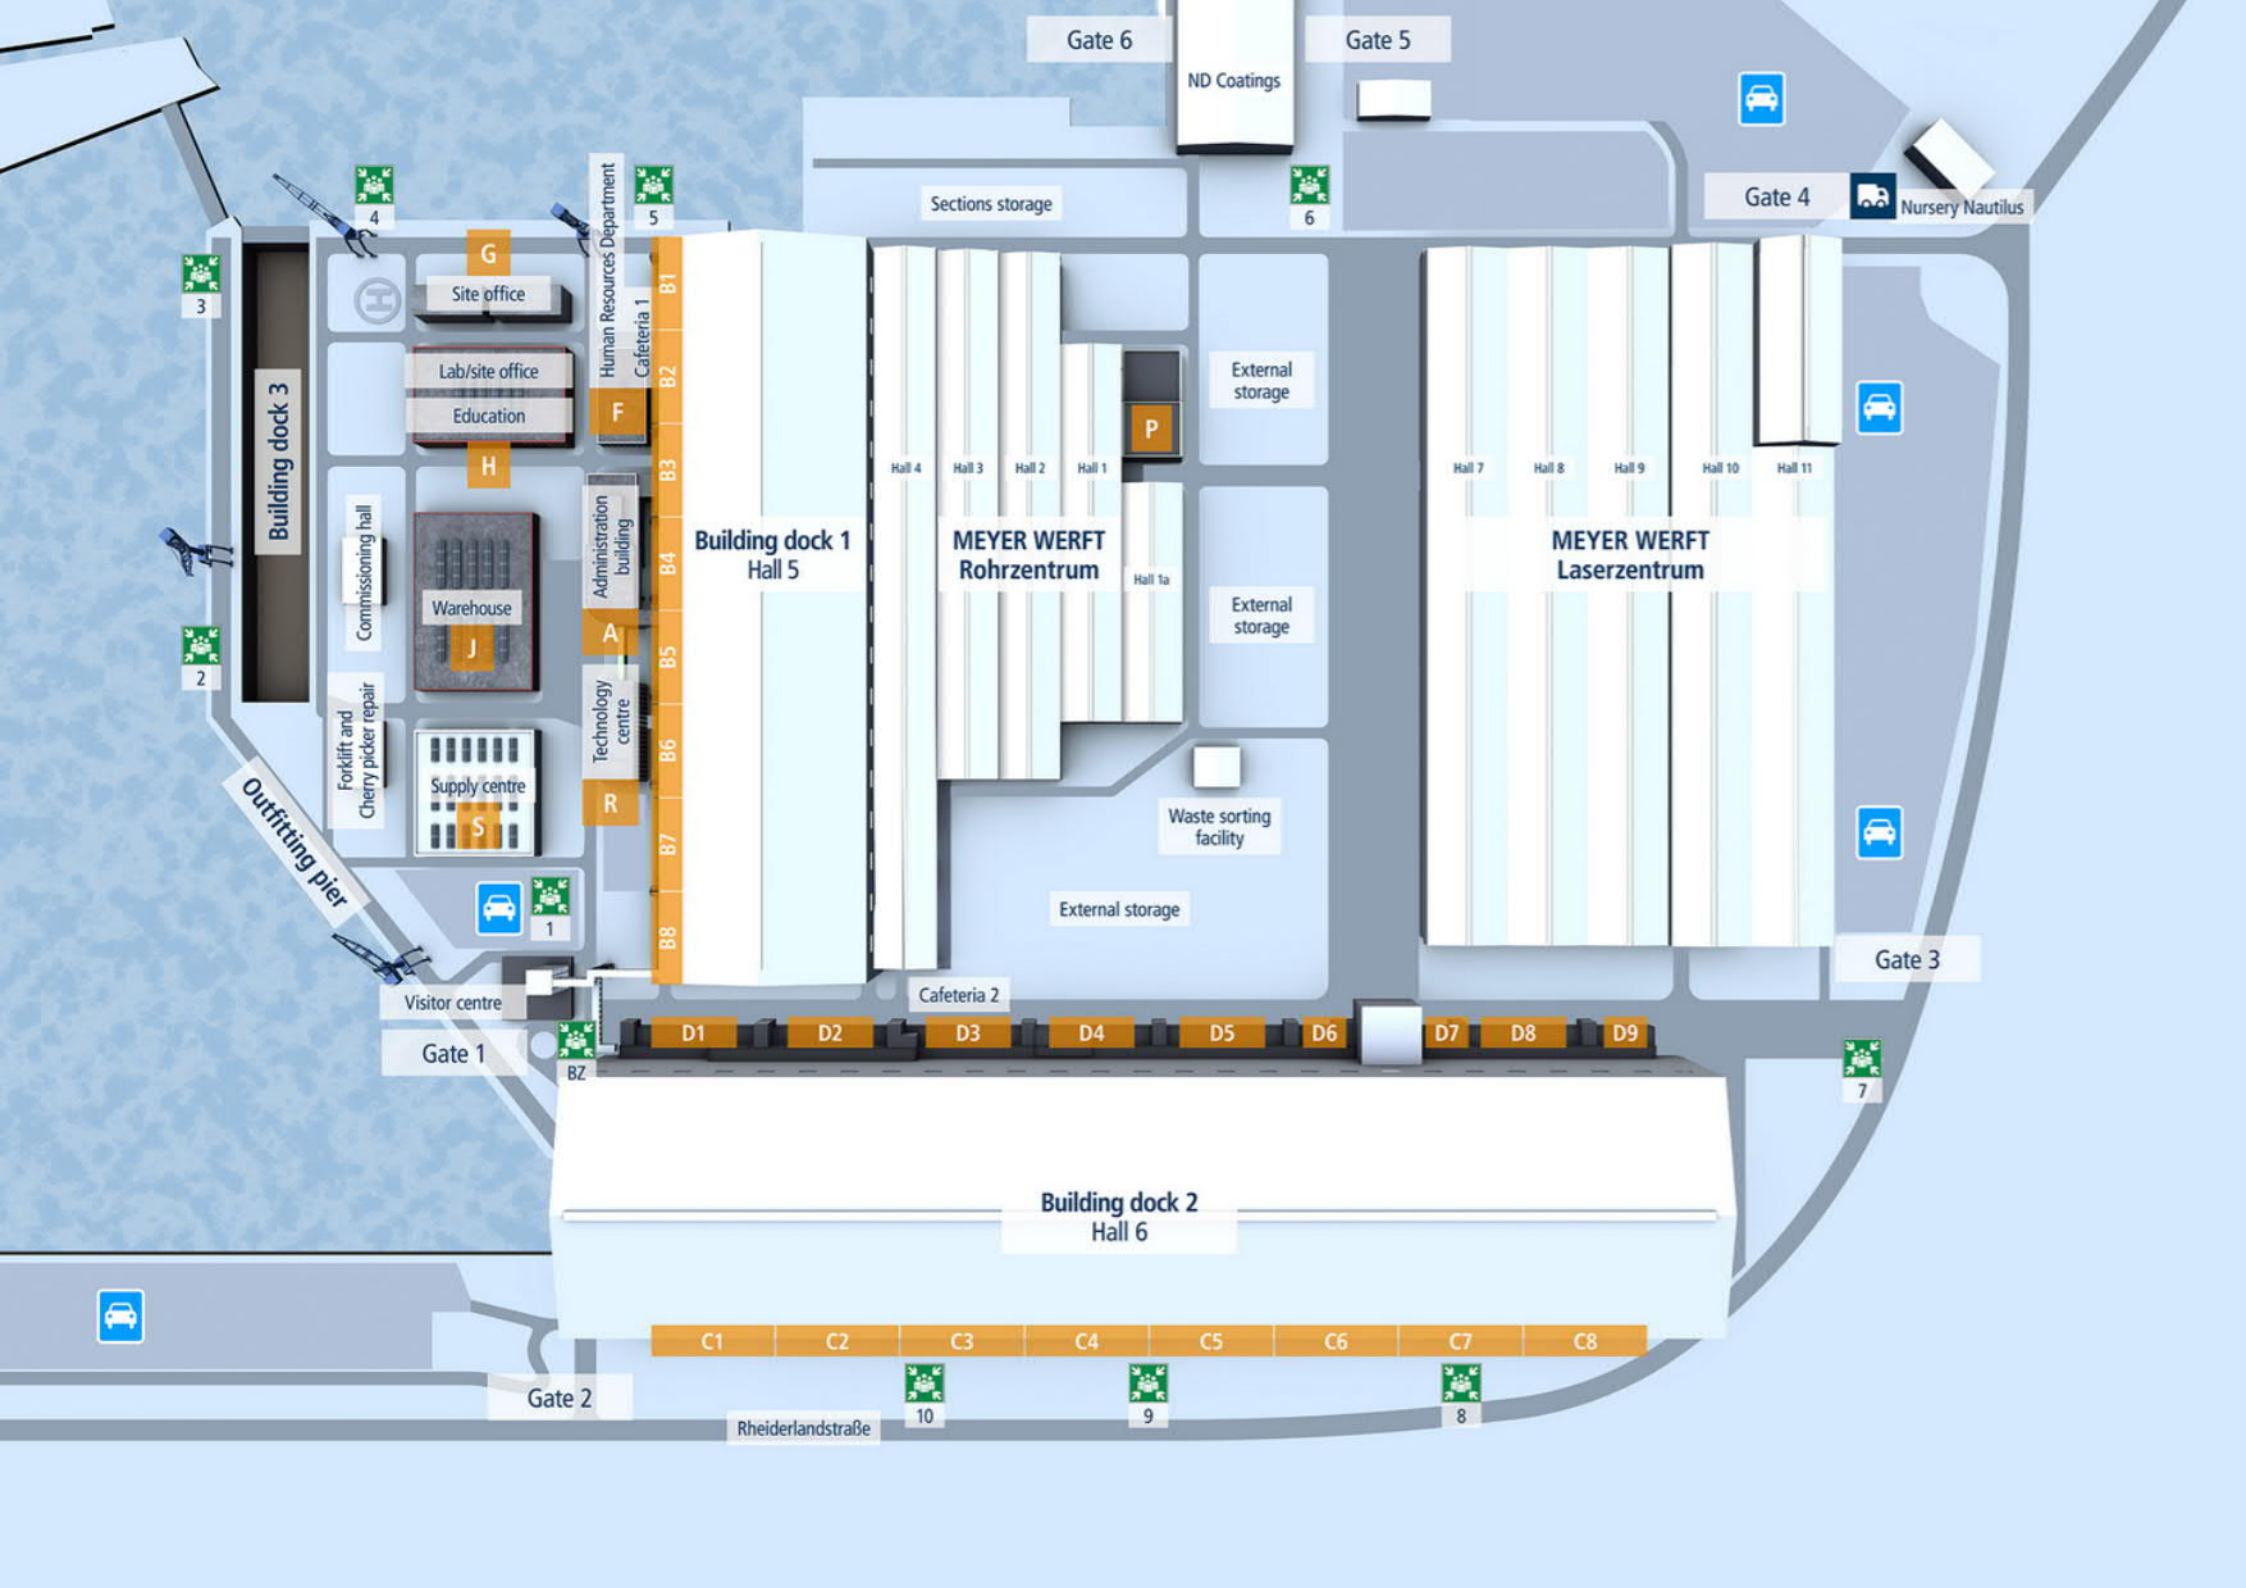 Gate 6
Gate 5
ND Coatings
Gate 4
Nursery Nautilus
Sections storage
4
5
6
3
G
Site office
Human Resources Department
Cafeteria 1
Lab/site office
Education
F
H
Building dock 3
Commissioning hall
Administration
building
A
Warehouse
J
2
Forklift and
Cherry picker repair
Technology
centre
R
Supply centre
S
Outfitting pier
1
B1
B2
B3
B4
B5
B6
B7
B8
Building dock 1
Hall 5
Hall 4
Hall 3
Hall 2
Hall 1
P
MEYER WERFT
Rohrzentrum
Hall 1a
External
storage
External
storage
Waste sorting
facility
External storage
Hall 7
Hall 8
Hall 9
Hall 10
Hall 11
MEYER WERFT
Laserzentrum
Gate 3
Visitor centre
Cafeteria 2
Gate 1
BZ
D1
D2
D3
D4
D5
D6
D7
D8
D9
7
Building dock 2
Hall 6
C1
C2
C3
C4
C5
C6
C7
C8
Gate 2
10
9
8
Rheiderlandstraße
H